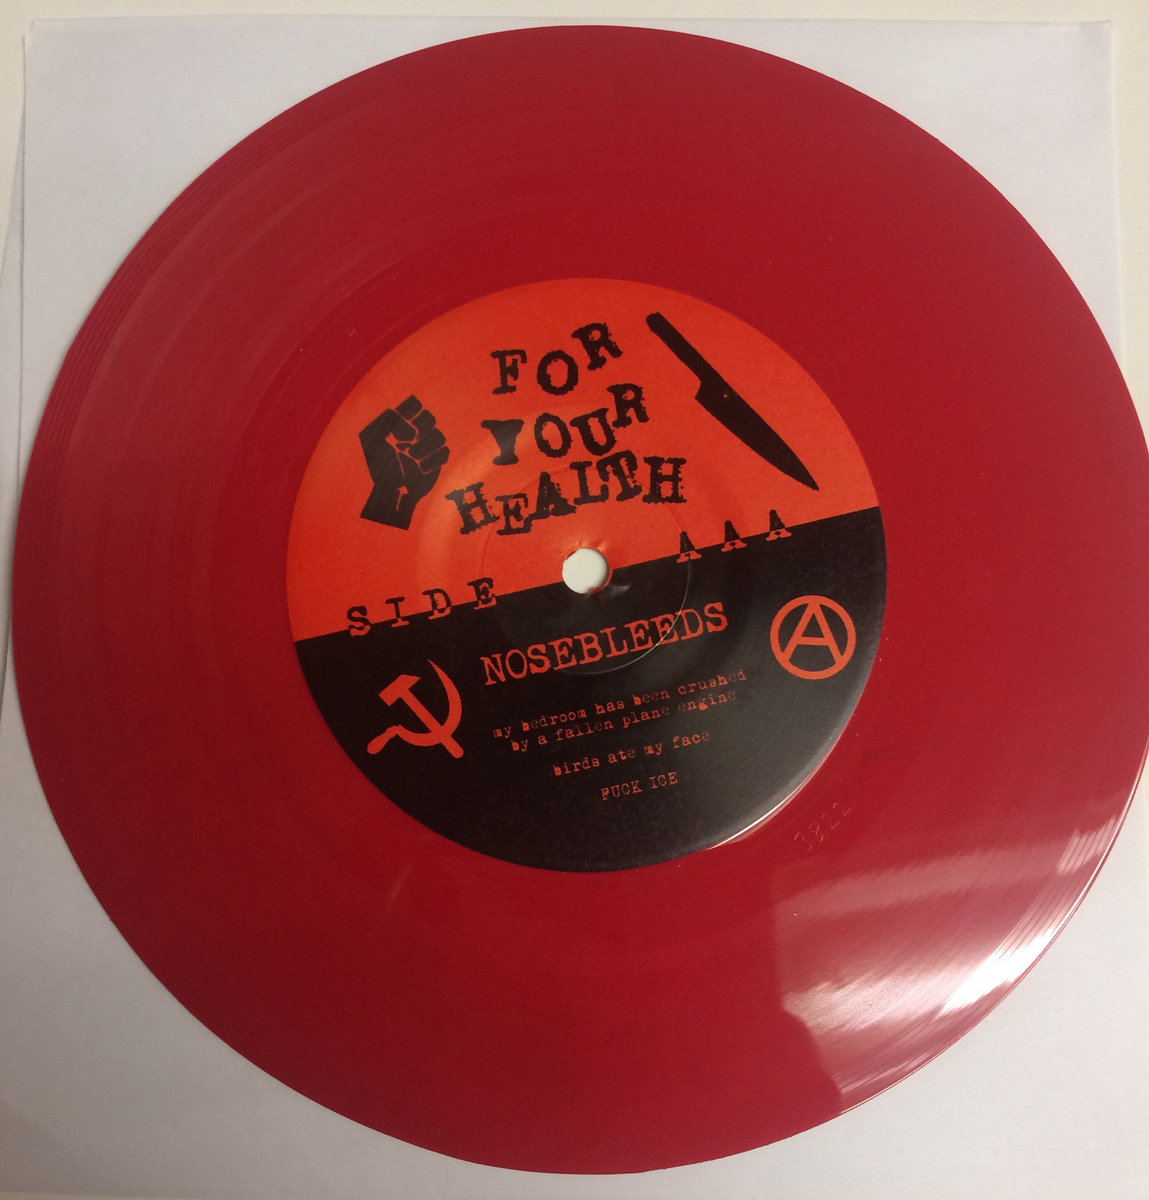 FOR
YOUR
HEALTH
SIDE AAA
NOSEBLEEDS
my bedroom has been crushed
by a fallen plane engine
birds ate my face
FUCK ICE
3822